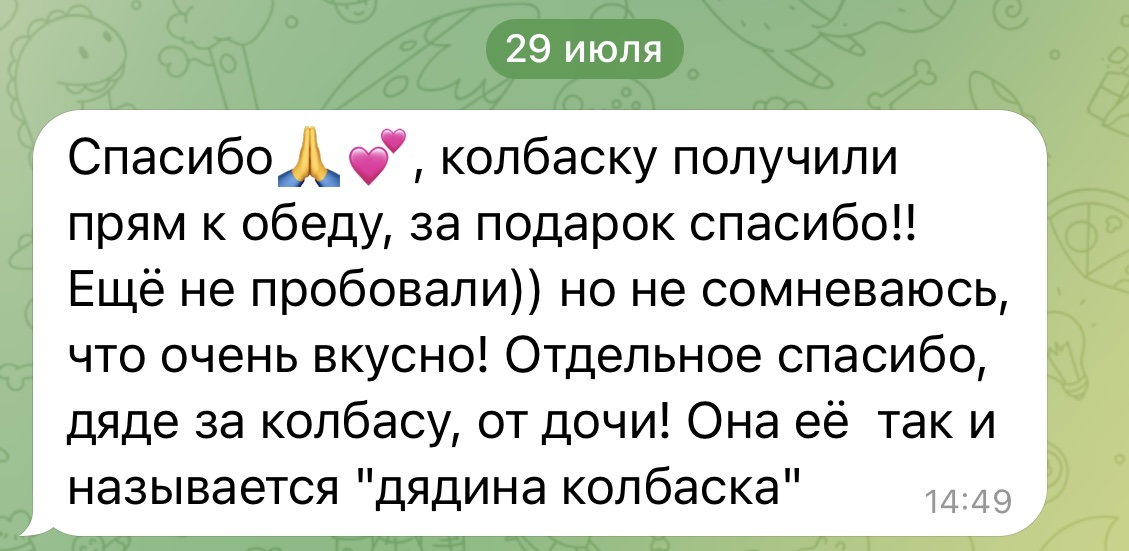 29 июля
Спасибо🙏💕, колбаску получили
прям к обеду, за подарок спасибо!!
Ещё не пробовали)) но не сомневаюсь,
что очень вкусно! Отдельное спасибо,
дяде за колбасу, от дочи! Она её  так и
называется "дядина колбаска"
14:49